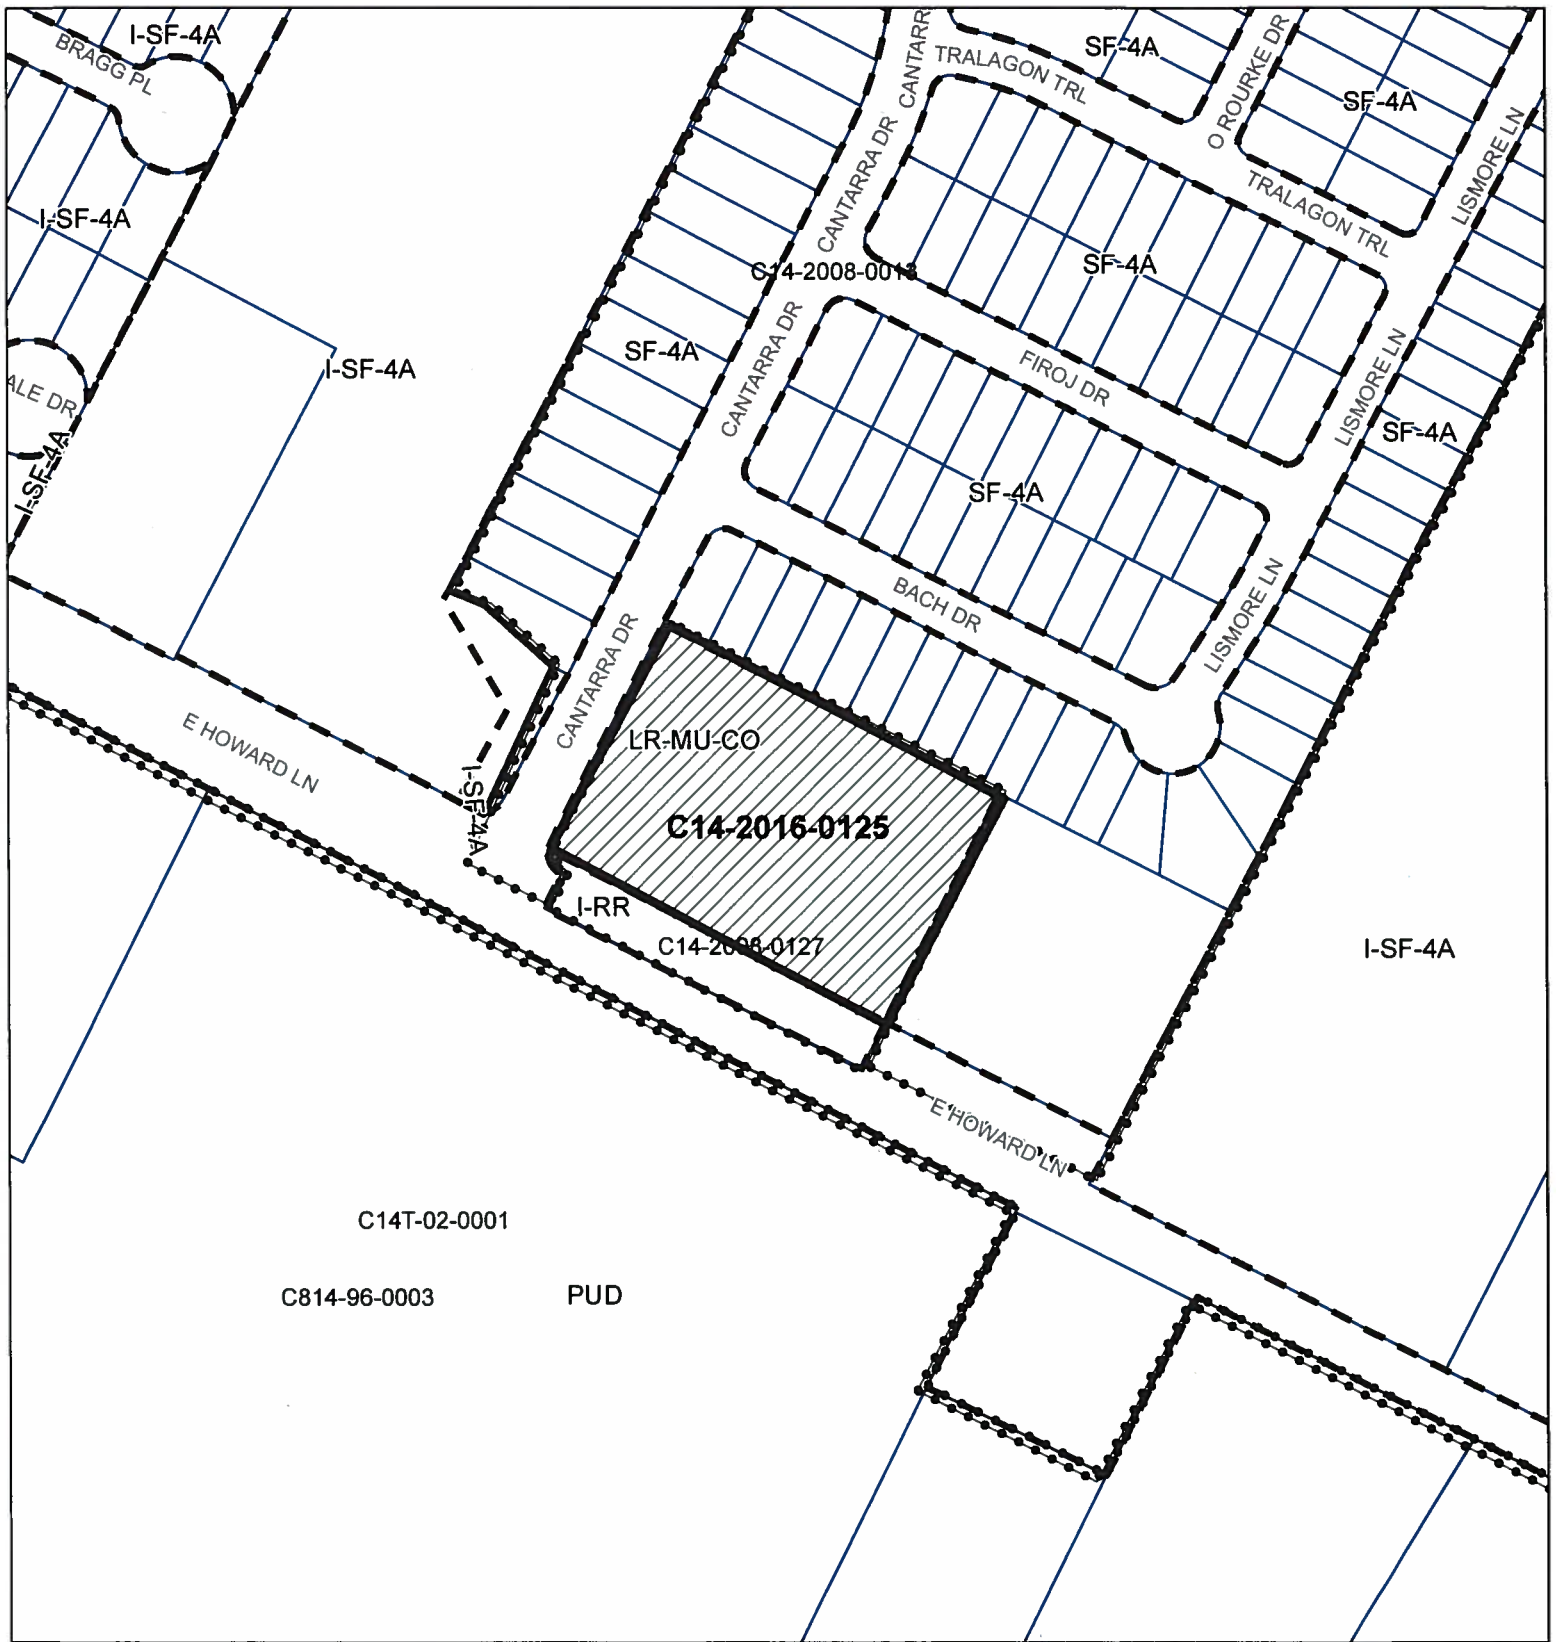 I-SF-4A
BRAGG PL
CANTARR
TRALAGON TRL
SF-4A
O ROURKE DR
SF-4A
LISMORE LN
CANTARRA DR
TRALAGON TRL
I-SF-4A
CANTARRA DR
C14-2008-0013
SF-4A
I-SF-4A
SF-4A
FIROJ DR
LISMORE LN
ALE DR
SF-4A
I-SF-4A
SF-4A
BACH DR
LISMORE LN
CANTARRA DR
E HOWARD LN
LR-MU-CO
I-SF-4A
C14-2016-0125
I-RR
C14-2008-0127
I-SF-4A
E HOWARD LN
C14T-02-0001
C814-96-0003
PUD